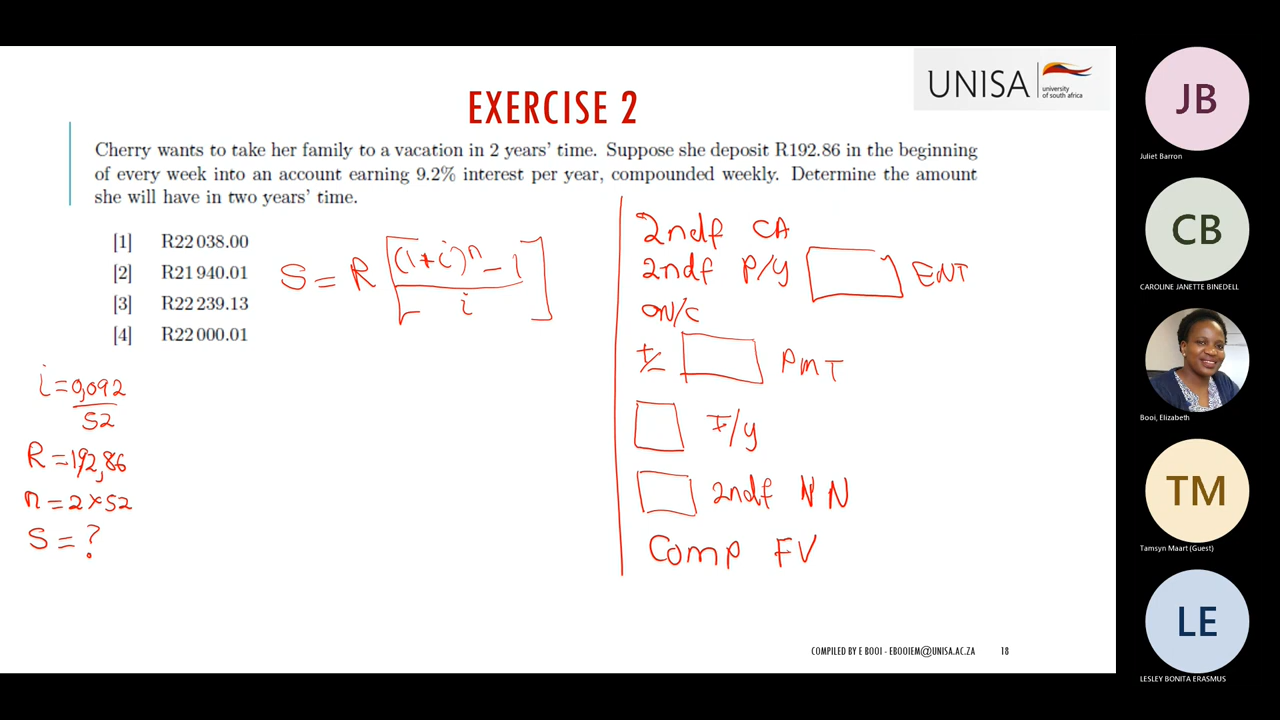 UNISA
university
of south africa
EXERCISE 2
Cherry wants to take her family to a vacation in 2 years' time. Suppose she deposit R192.86 in the beginning
of every week into an account earning 9.2% interest per year, compounded weekly. Determine the amount
she will have in two years' time.
[1] R22 038.00
[2] R21 940.01
[3] R22 239.13
[4] R22 000.01
S = R [ (1+i)^n - 1 / i ]
i = 0,092 / 52
R = 192,86
n = 2 × 52
S = ?
2ndf CA
2ndf P/Y ENT
ON/C
+/- PMT
I/Y
2ndf N N
Comp FV
COMPILED BY E BOOI - EBOOIEM@UNISA.AC.ZA 18
JB
Juliet Barron
CB
CAROLINE JANETTE BINEDELL
Booi, Elizabeth
TM
Tamsyn Maart (Guest)
LE
LESLEY BONITA ERASMUS